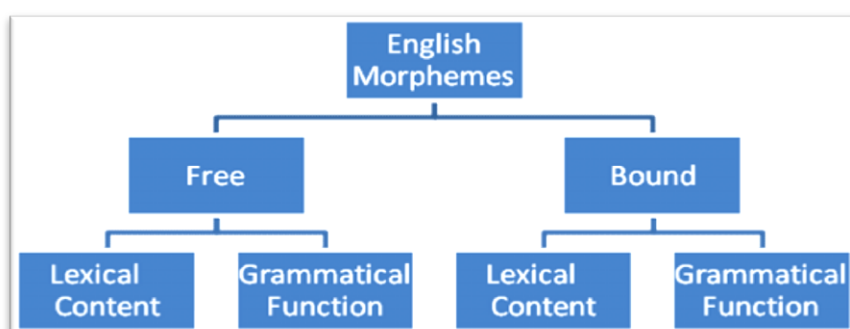 English
Morphemes
Free
Bound
Lexical
Content
Grammatical
Function
Lexical
Content
Grammatical
Function